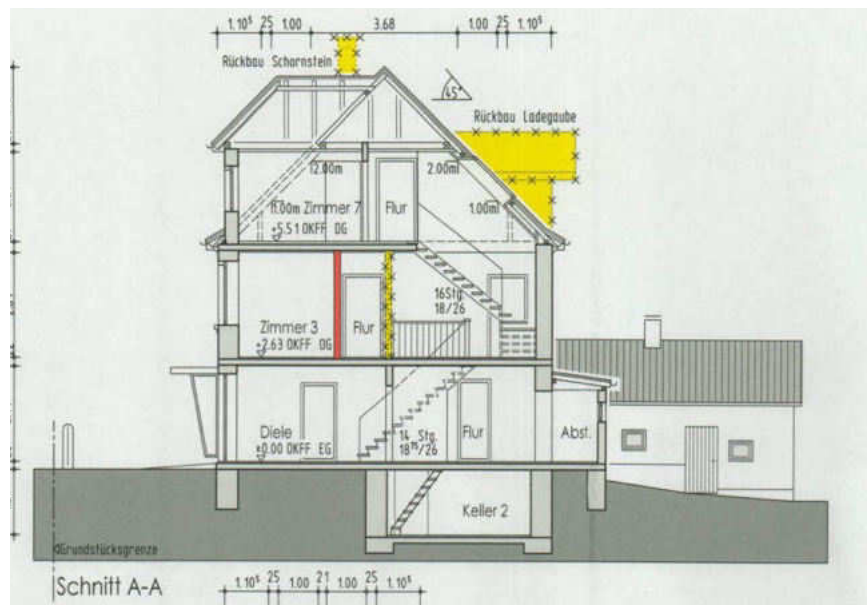 1.10⁵ 25 1.00 3.68 1.00 25 1.10⁵
Rückbau Schornstein
45°
Rückbau Ladegaube
2.00m 2.00m
1.00m Zimmer 7 Flur 1.00m
+5.51 OKFF DG
16Stg.
18/26
Zimmer 3 Flur
+2.63 OKFF OG
Diele 14 Stg. Flur Abst.
±0.00 OKFF EG 18⁷⁵/26
Keller 2
Grundstücksgrenze
Schnitt A-A
1.10⁵ 25 1.00 21 1.00 25 1.10⁵